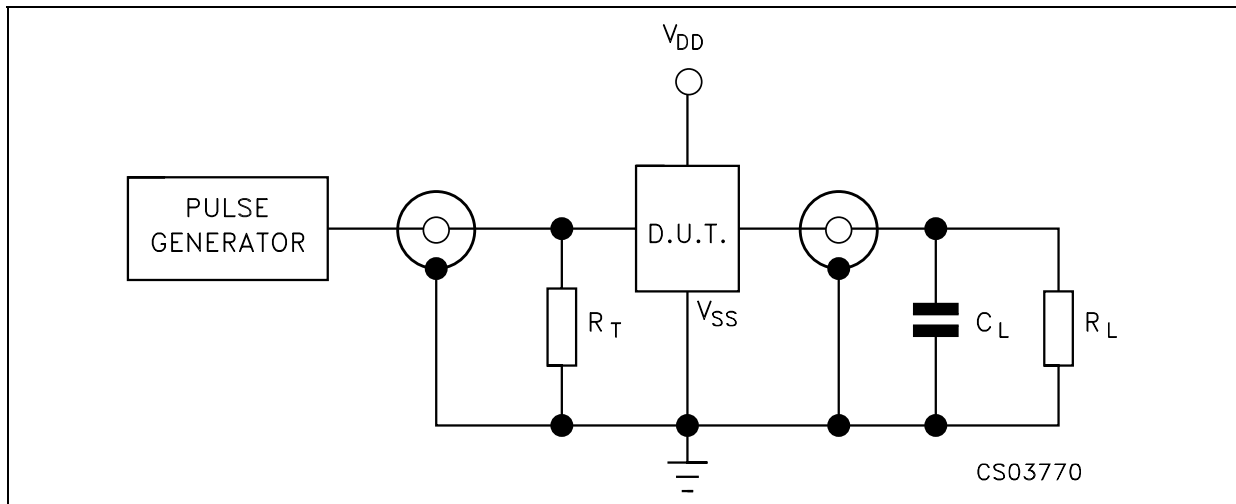 VDD
PULSE
GENERATOR
D.U.T.
VSS
RT
CL
RL
CS03770